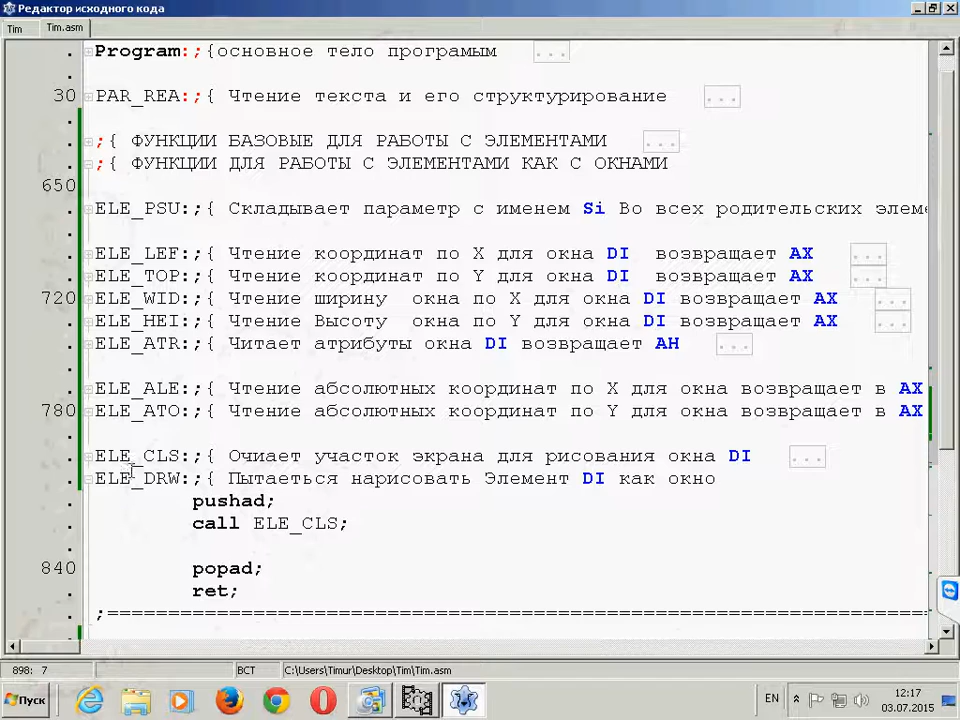 Редактор исходного кода
Tim Tim.asm
Program:;{основное тело програмым ...
30 PAR_REA:;{ Чтение текста и его структурирование ...
;{ ФУНКЦИИ БАЗОВЫЕ ДЛЯ РАБОТЫ С ЭЛЕМЕНТАМИ ...
;{ ФУНКЦИИ ДЛЯ РАБОТЫ С ЭЛЕМЕНТАМИ КАК С ОКНАМИ
650
ELE_PSU:;{ Складывает параметр с именем Si Во всех родительских элем
ELE_LEF:;{ Чтение координат по X для окна DI возвращает AX ...
ELE_TOP:;{ Чтение координат по Y для окна DI возвращает AX ...
720 ELE_WID:;{ Чтение ширину окна по X для окна DI возвращает AX ...
ELE_HEI:;{ Чтение Высоту окна по Y для окна DI возвращает AX ...
ELE_ATR:;{ Читает атрибуты окна DI возвращает AH ...
ELE_ALE:;{ Чтение абсолютных координат по X для окна возвращает в AX
780 ELE_ATO:;{ Чтение абсолютных координат по Y для окна возвращает в AX
ELE_CLS:;{ Очиает участок экрана для рисования окна DI ...
ELE_DRW:;{ Пытаеться нарисовать Элемент DI как окно
pushad;
call ELE_CLS;
840 popad;
ret;
;====================================================================
898: 7 ВСТ C:\Users\Timur\Desktop\Tim\Tim.asm
Пуск EN 12:17
03.07.2015